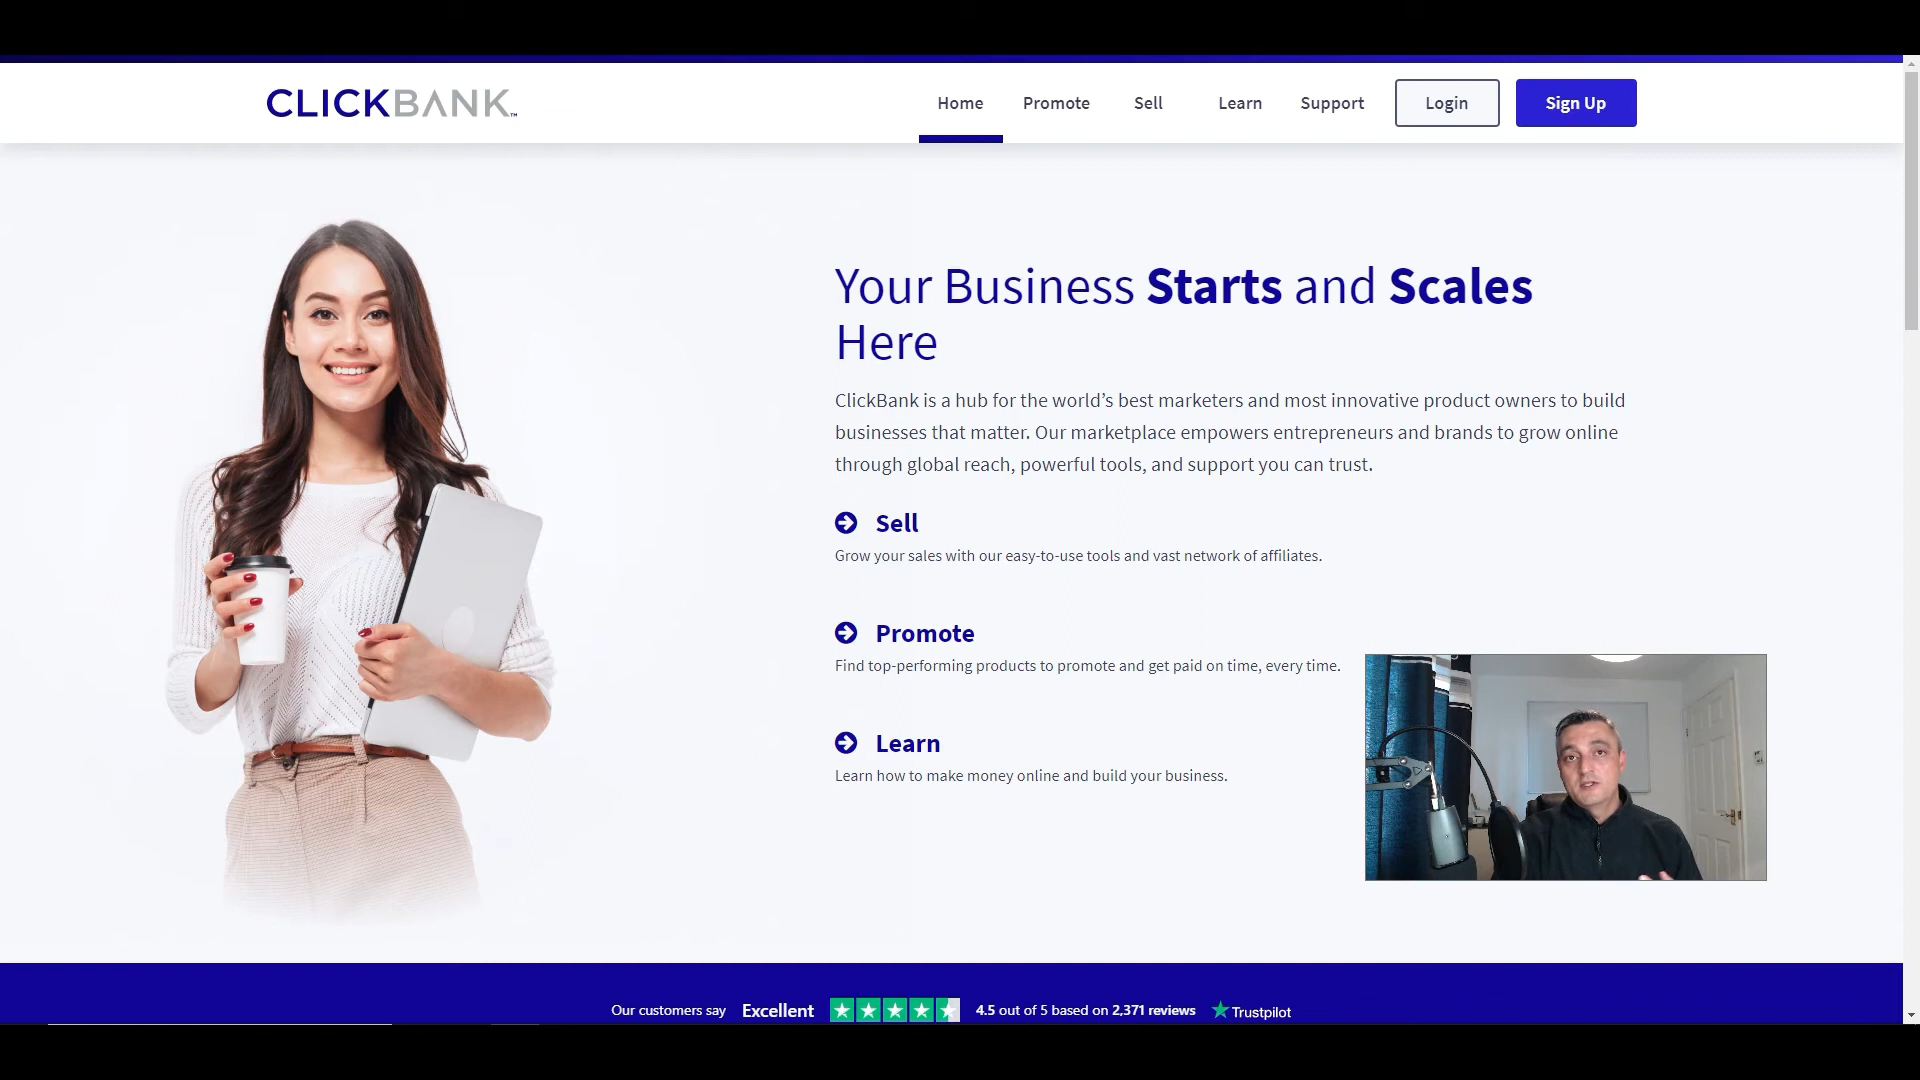 CLICKBANK™
Home Promote Sell Learn Support Login Sign Up
Your Business Starts and Scales
Here
ClickBank is a hub for the world’s best marketers and most innovative product owners to build
businesses that matter. Our marketplace empowers entrepreneurs and brands to grow online
through global reach, powerful tools, and support you can trust.
Sell
Grow your sales with our easy-to-use tools and vast network of affiliates.
Promote
Find top-performing products to promote and get paid on time, every time.
Learn
Learn how to make money online and build your business.
Our customers say Excellent 4.5 out of 5 based on 2,371 reviews Trustpilot